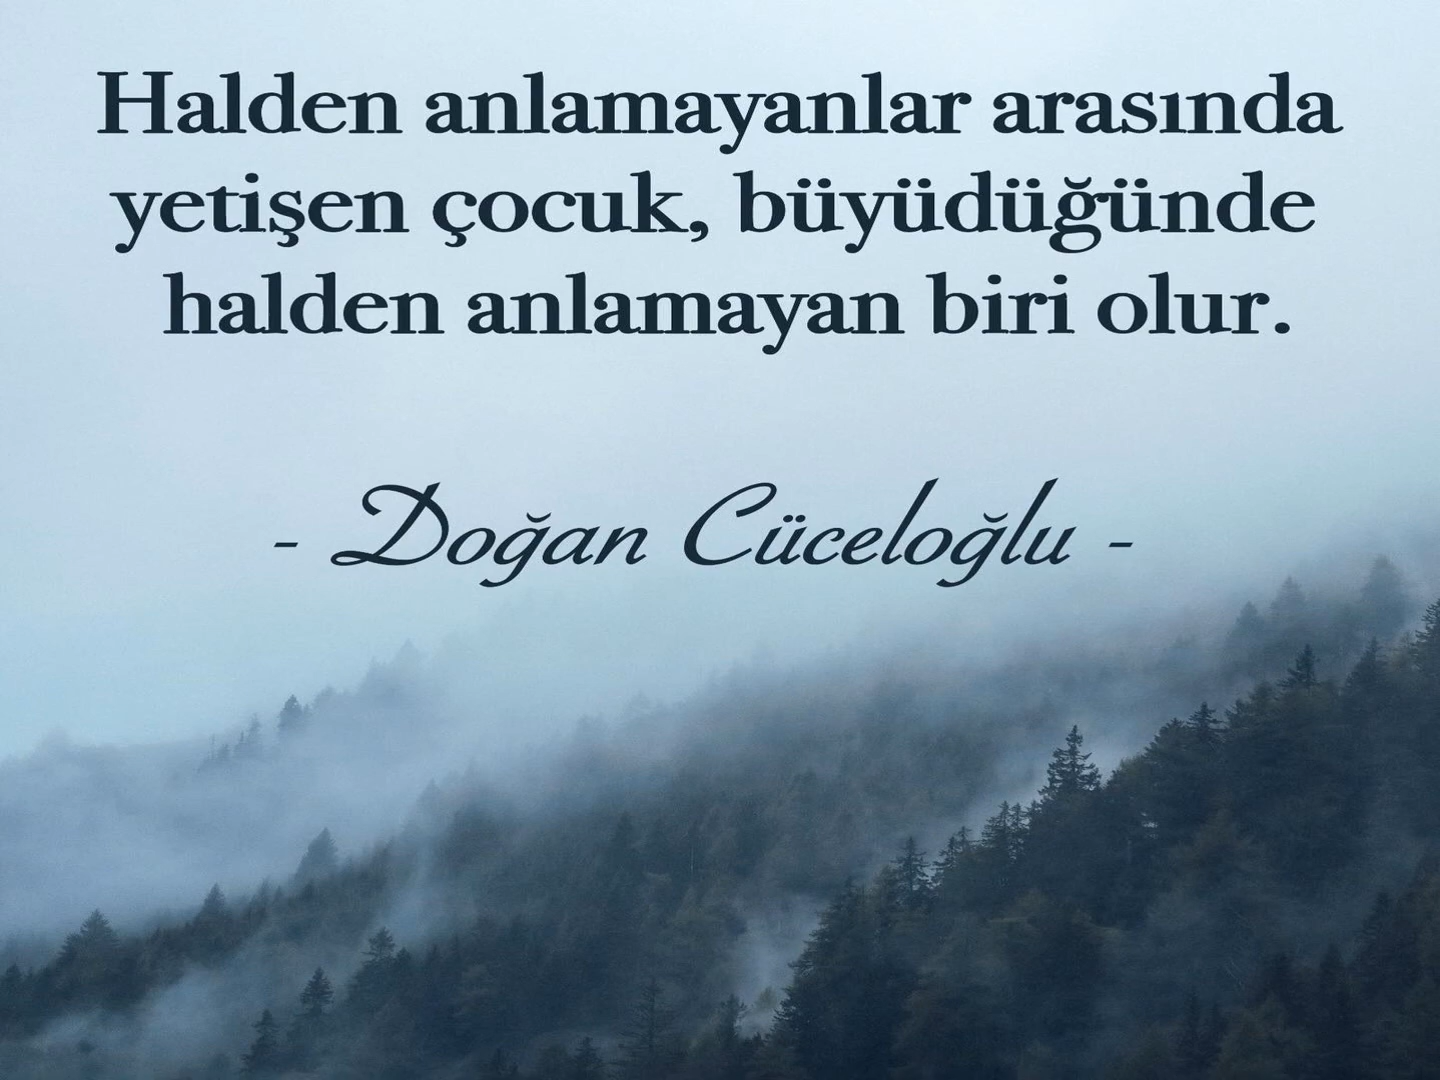 Halden anlamayanlar arasında
yetişen çocuk, büyüdüğünde
halden anlamayan biri olur.
- Doğan Cüceloğlu -